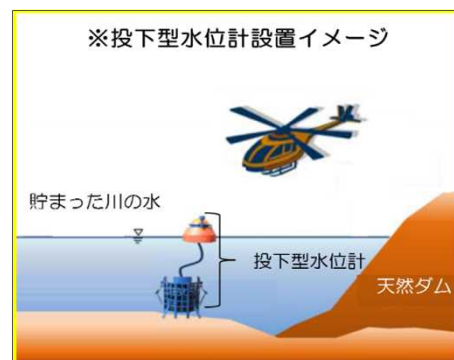 ※投下型水位計設置イメージ
貯まった川の水
投下型水位計
天然ダム